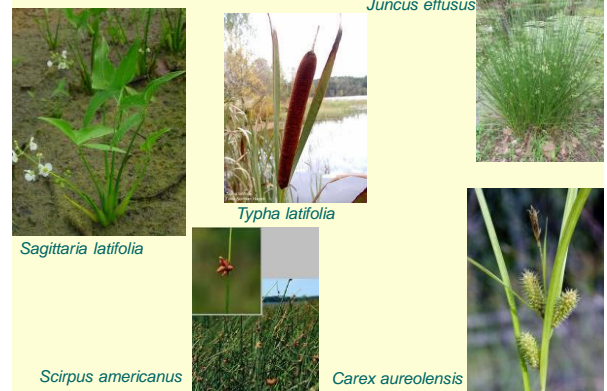 Juncus effusus
Typha latifolia
Sagittaria latifolia
Scirpus americanus
Carex aureolensis